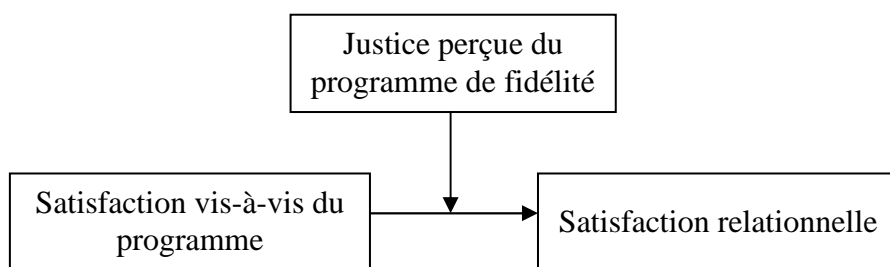 Justice perçue du
programme de fidélité
Satisfaction vis-à-vis du
programme
Satisfaction relationnelle